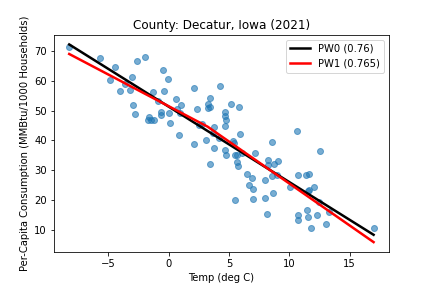 County: Decatur, Iowa (2021)
PW0 (0.76)
PW1 (0.765)
Per-Capita Consumption (MMBtu/1000 Households)
70
60
50
40
30
20
10
−5 0 5 10 15
Temp (deg C)